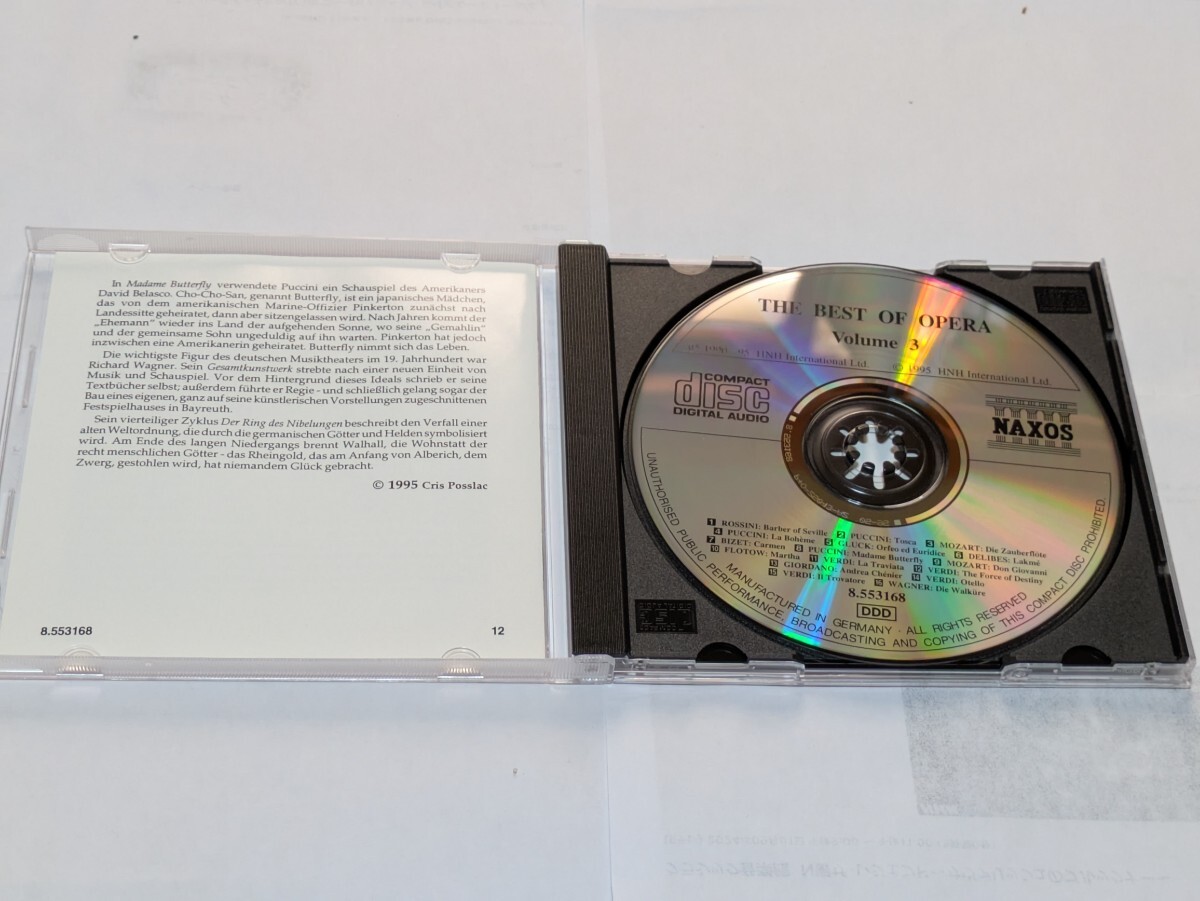 In Madame Butterfly verwendete Puccini ein Schauspiel des Amerikaners
David Belasco. Cho-Cho-San, genannt Butterfly, ist ein japanisches Mädchen,
das von dem amerikanischen Marine-Offizier Pinkerton zunächst nach
Landessitte geheiratet, dann aber sitzengelassen wird. Nach Jahren kommt der
„Ehemann" wieder ins Land der aufgehenden Sonne, wo seine „Gemahlin"
und der gemeinsame Sohn ungeduldig auf ihn warten. Pinkerton hat jedoch
inzwischen eine Amerikanerin geheiratet. Butterfly nimmt sich das Leben.
Die wichtigste Figur des deutschen Musiktheaters im 19. Jahrhundert war
Richard Wagner. Sein Gesamtkunstwerk strebte nach einer neuen Einheit von
Musik und Schauspiel. Vor dem Hintergrund dieses Ideals schrieb er seine
Textbücher selbst; außerdem führte er Regie - und schließlich gelang sogar der
Bau eines eigenen, ganz auf seine künstlerischen Vorstellungen zugeschnittenen
Festspielhauses in Bayreuth.
Sein vierteiliger Zyklus Der Ring des Nibelungen beschreibt den Verfall einer
alten Weltordnung, die durch die germanischen Götter und Helden symbolisiert
wird. Am Ende des langen Niedergangs brennt Walhall, die Wohnstatt der
recht menschlichen Götter - das Rheingold, das am Anfang von Alberich, dem
Zwerg, gestohlen wird, hat niemandem Glück gebracht.
© 1995 Cris Posslac
8.553168
12
THE BEST OF OPERA
Volume 3
HNH International Ltd. © 1995 HNH International Ltd.
COMPACT
disc
DIGITAL AUDIO
NAXOS
1 ROSSINI: Barber of Seville 2 PUCCINI: Tosca 3 MOZART: Die Zauberflöte
4 PUCCINI: La Bohème 5 GLUCK: Orfeo ed Euridice 6 DELIBES: Lakmé
7 BIZET: Carmen 8 PUCCINI: Madame Butterfly 9 MOZART: Don Giovanni
10 FLOTOW: Martha 11 VERDI: La Traviata 12 VERDI: The Force of Destiny
13 GIORDANO: Andrea Chénier 14 VERDI: Otello
15 VERDI: Il Trovatore 16 WAGNER: Die Walküre
8.553168
DDD
MANUFACTURED IN GERMANY · ALL RIGHTS RESERVED
UNAUTHORISED PUBLIC PERFORMANCE, BROADCASTING AND COPYING OF THIS COMPACT DISC PROHIBITED.